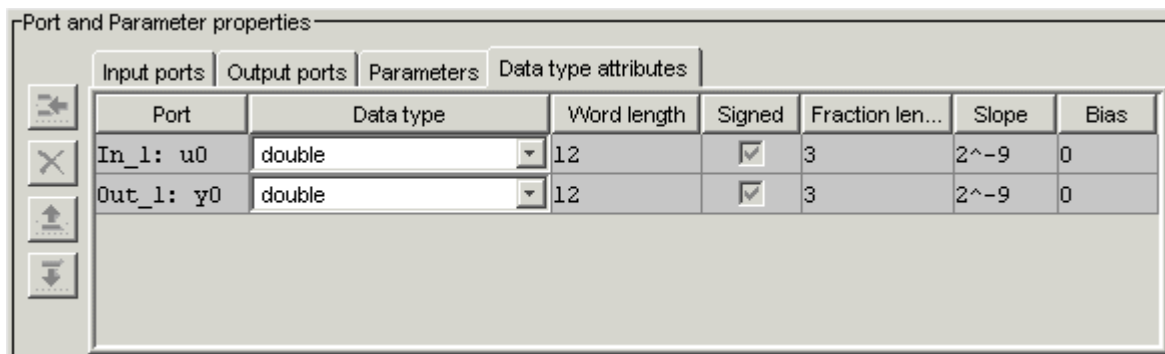 Port and Parameter properties
Input ports Output ports Parameters Data type attributes
Port Data type Word length Signed Fraction len... Slope Bias
In_1: u0 double 12 3 2^-9 0
Out_1: y0 double 12 3 2^-9 0